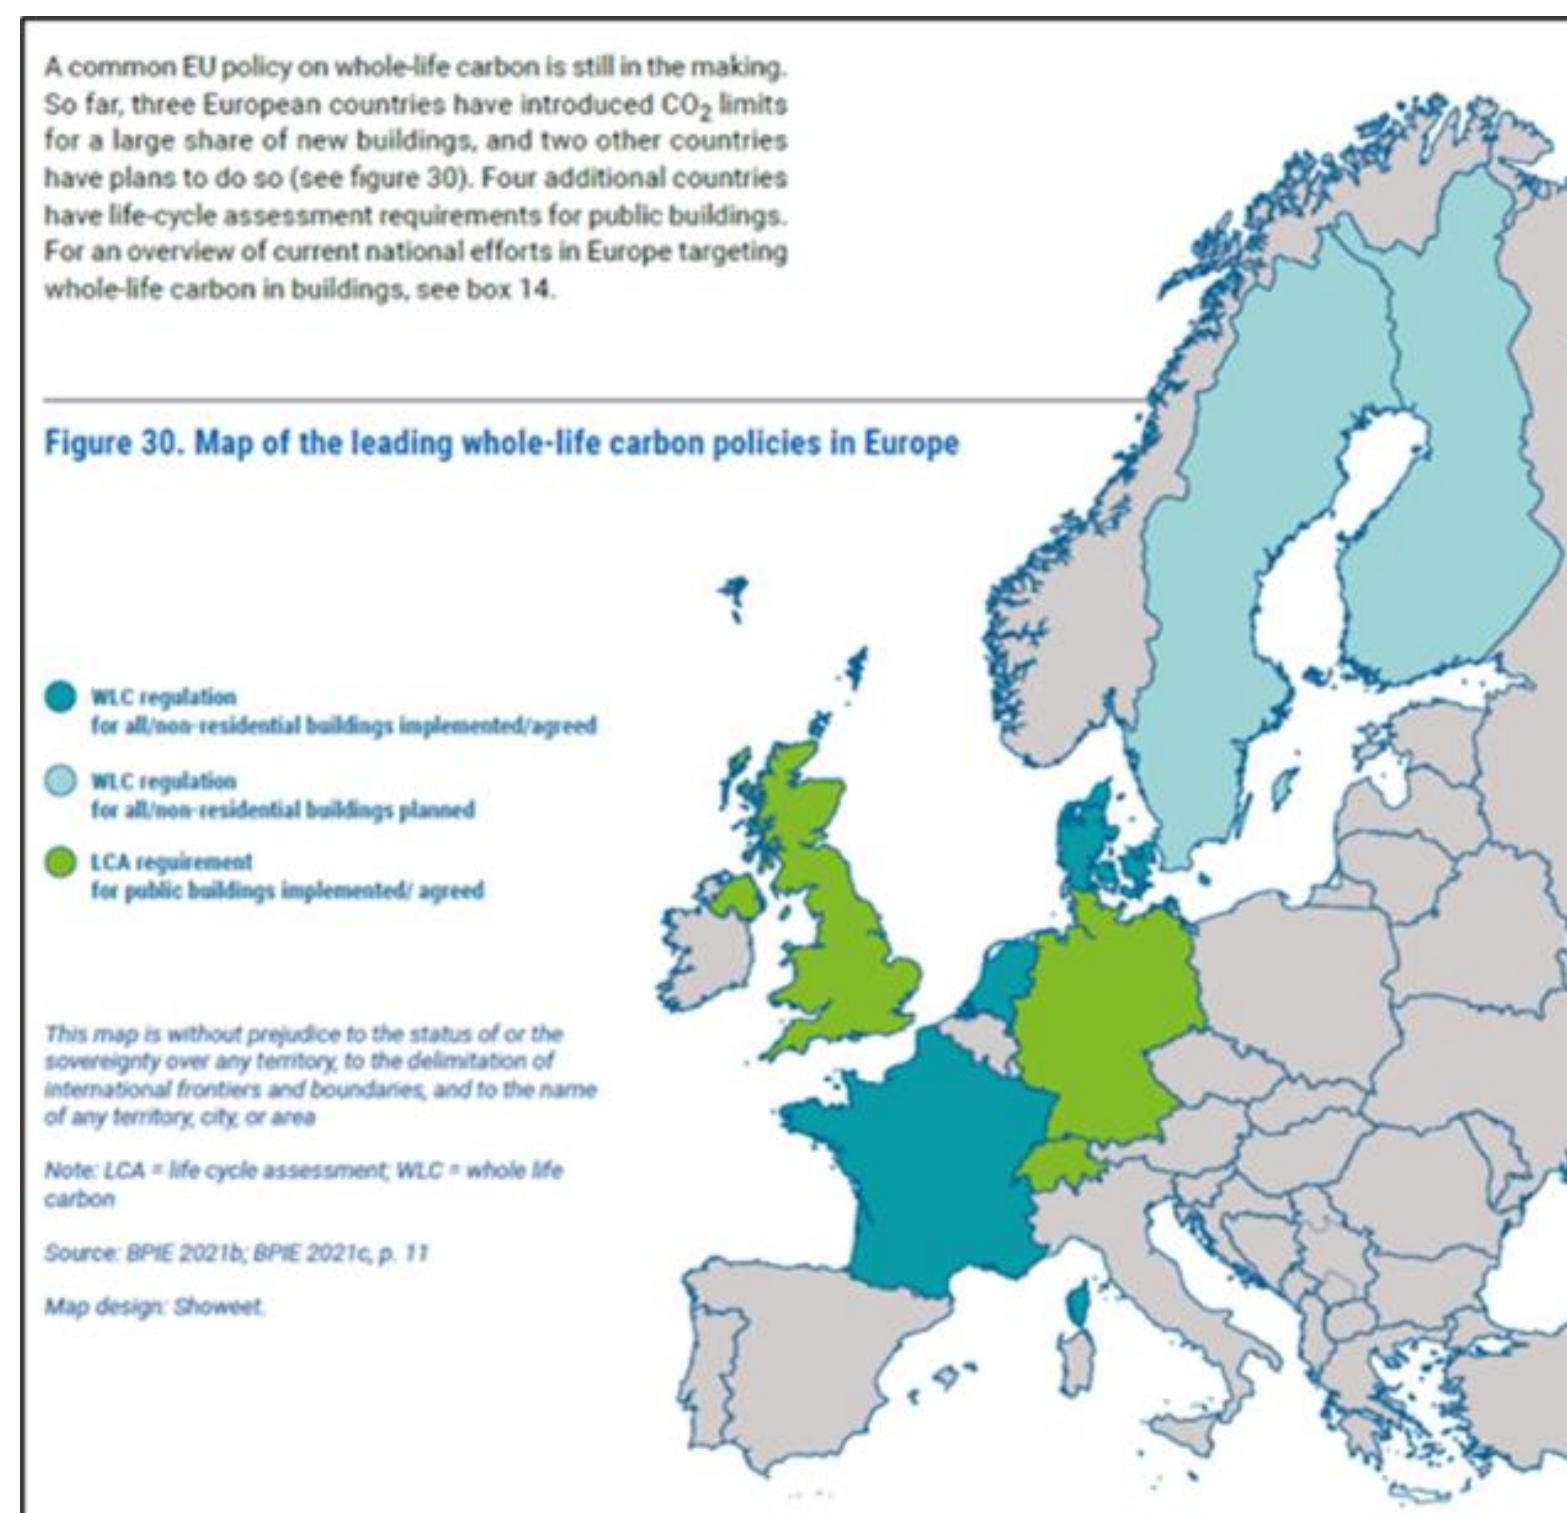 A common EU policy on whole-life carbon is still in the making.
So far, three European countries have introduced CO₂ limits
for a large share of new buildings, and two other countries
have plans to do so (see figure 30). Four additional countries
have life-cycle assessment requirements for public buildings.
For an overview of current national efforts in Europe targeting
whole-life carbon in buildings, see box 14.
Figure 30. Map of the leading whole-life carbon policies in Europe
WLC regulation
for all/non-residential buildings implemented/agreed
WLC regulation
for all/non-residential buildings planned
LCA requirement
for public buildings implemented/ agreed
This map is without prejudice to the status of or the
sovereignty over any territory, to the delimitation of
international frontiers and boundaries, and to the name
of any territory, city, or area
Note: LCA = life cycle assessment; WLC = whole life
carbon
Source: BPIE 2021b; BPIE 2021c, p. 11
Map design: Showeet.